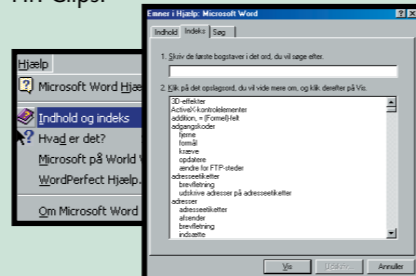 Hjælp
Microsoft Word Hjæ
Indhold og indeks
Hvad er det?
Microsoft på World
WordPerfect Hjælp.
Om Microsoft Word
Emner i Hjælp: Microsoft Word
Indhold Indeks Søg
1. Skriv de første bogstaver i det ord, du vil søge efter.
2. Klik på det opslagsord, du vil vide mere om, og klik derefter på Vis.
3D-effekter
ActiveX-kontrolelementer
addition, = (Formel)-felt
adgangskoder
fjerne
formål
kræve
opdatere
ændre for FTP-steder
adresseetiketter
brevfletning
udskrive adresser på adresseetiketter
adresser
adresseetiketter
afsender
brevfletning
indsætte
Vis Udskriv... Annuller